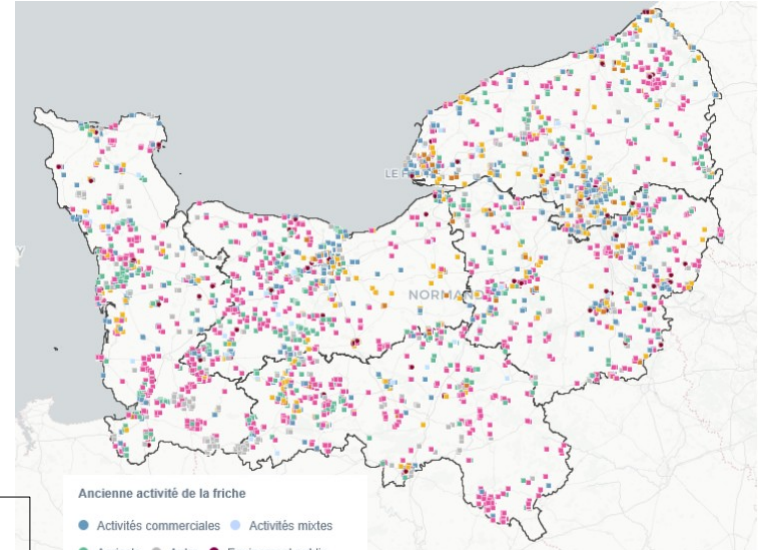 LE
NORMAND
Ancienne activité de la friche
Activités commerciales Activités mixtes